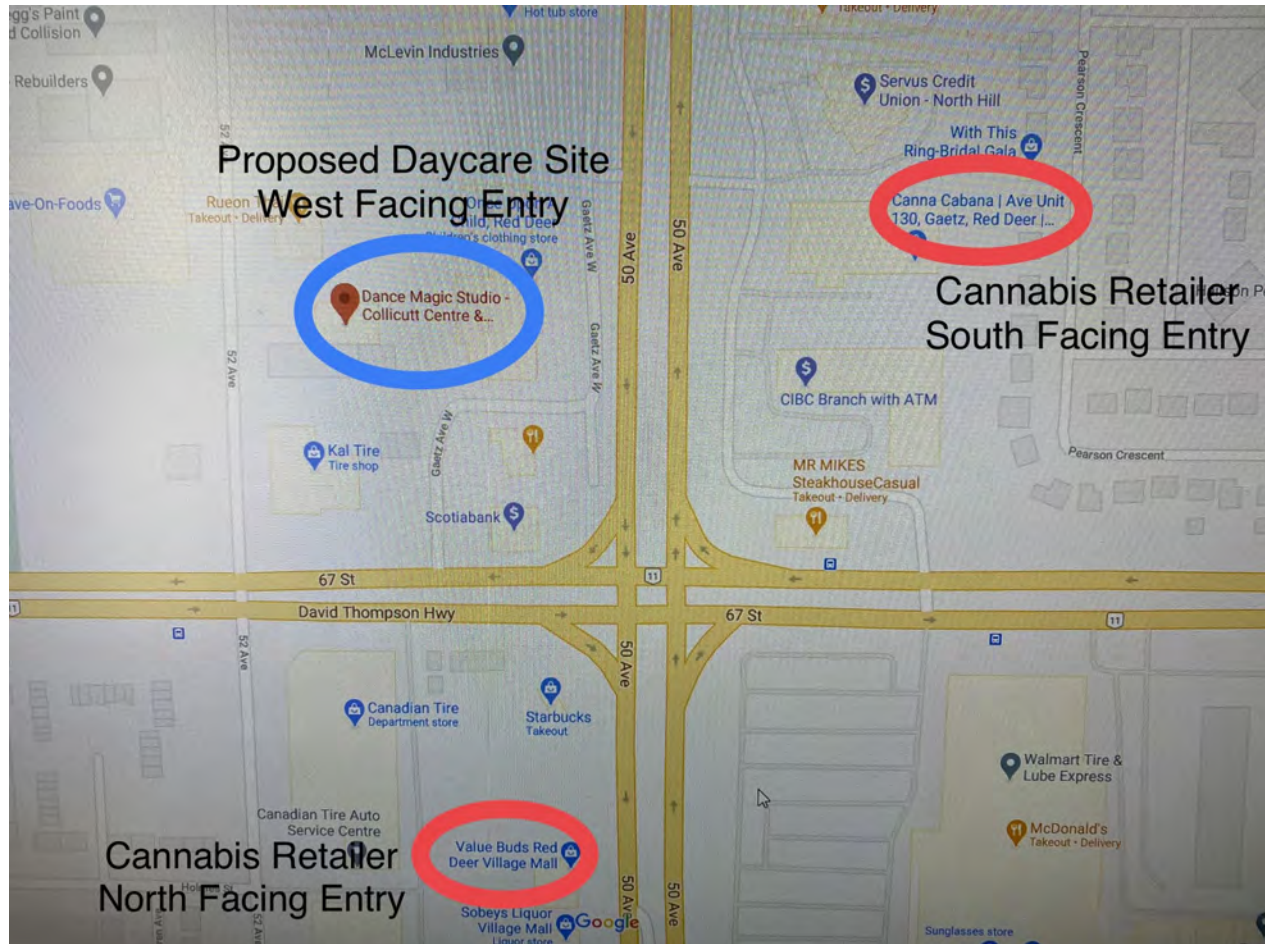 gg's Paint
d Collision
Hot tub store
Takeout • Delivery
McLevin Industries
Rebuilders
Servus Credit
Union - North Hill
Pearson Crescent
52
With This
Ring-Bridal Gala
Proposed Daycare Site
West Facing Entry
ave-On-Foods
Rueon
Takeout • Delivery
Child, Red Deer
Children's clothing store
Gaetz Ave W
50 Ave
50 Ave
Canna Cabana | Ave Unit
130, Gaetz, Red Deer |...
Dance Magic Studio -
Collicutt Centre &...
Cannabis Retailer
South Facing Entry
52 Ave
Gaetz Ave W
CIBC Branch with ATM
Gaetz Ave W
Kal Tire
Tire shop
Pearson Crescent
MR MIKES
SteakhouseCasual
Takeout • Delivery
Scotiabank
67 St
11
11
David Thompson Hwy
67 St
11
52 Ave
50 Ave
Canadian Tire
Department store
Starbucks
Takeout
Walmart Tire &
Lube Express
Canadian Tire Auto
Service Centre
McDonald's
Takeout • Delivery
Value Buds Red
Deer Village Mall
Cannabis Retailer
North Facing Entry
52 Ave
50 Ave
50 Ave
Sobeys Liquor
Village Mall
Liquor store
Google
Sunglasses store